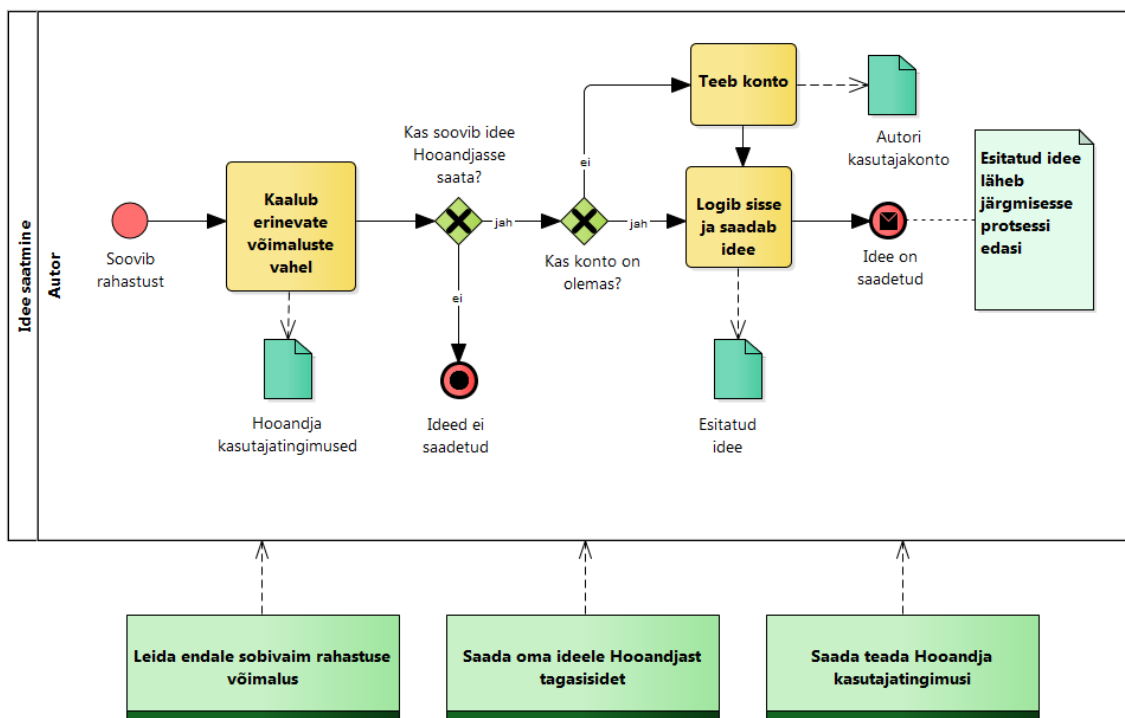 Idee saatmine
Autor
Soovib
rahastust
Kaalub
erinevate
võimaluste
vahel
Hooandja
kasutajatingimused
Kas soovib idee
Hooandjasse
saata?
jah
ei
Ideed ei
saadetud
Kas konto on
olemas?
ei
jah
Teeb konto
Autori
kasutajakonto
Logib sisse
ja saadab
idee
Esitatud
idee
Idee on
saadetud
Esitatud idee
läheb
järgmisesse
protsessi
edasi
Leida endale sobivaim rahastuse
võimalus
Saada oma ideele Hooandjast
tagasisidet
Saada teada Hooandja
kasutajatingimusi